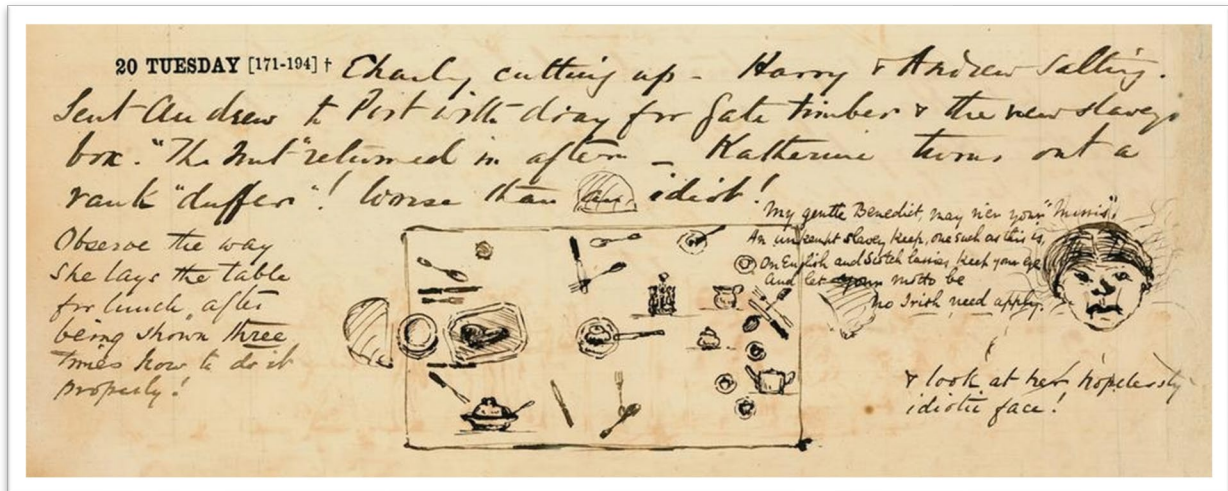 20 TUESDAY [171-194] † Charly cutting up - Harry & Andrew salting.
Sent Andrew to Port with dray for gate timber & the new slavey's
box. "The Nut" returned in aftern _ Katherine turns out a
rank "duffer"! Worse than an idiot!
Observe the way
she lays the table
for lunch, after
being shown three
times how to do it
properly!
My gentle Benedict, may ne'er your
An unkempt slavey keep, one such as this is,
On English and Scotch lassies keep your eye
And let your motto be
no Irish need apply.
& look at her hopelessly
idiotic face!